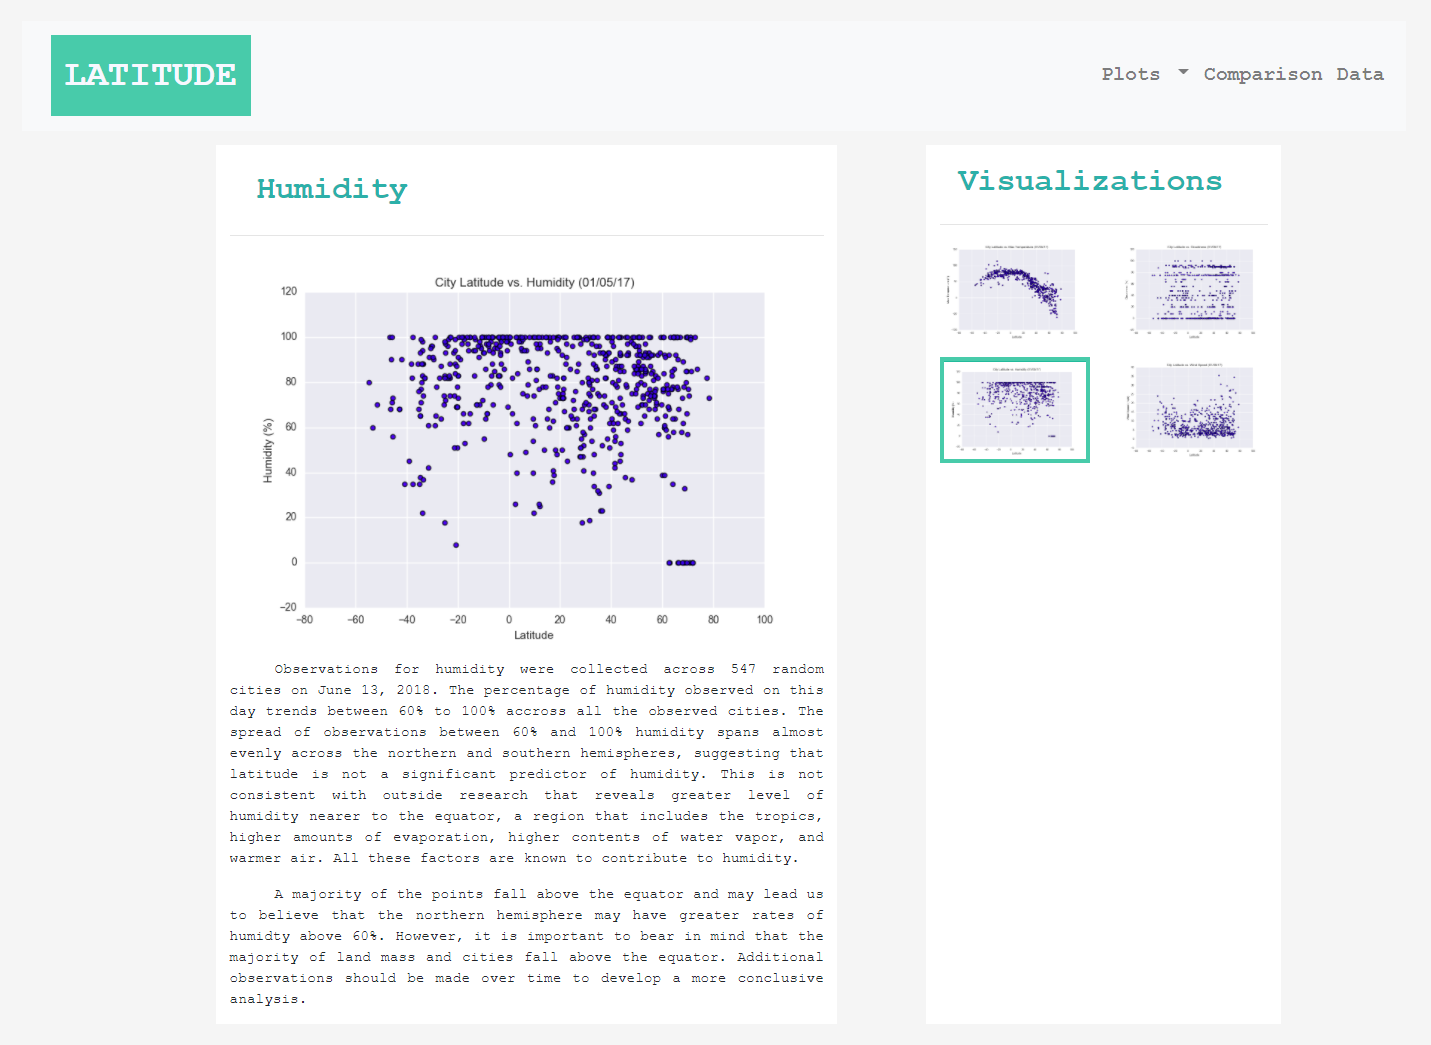 LATITUDE
Plots Comparison Data
Humidity
City Latitude vs. Humidity (01/05/17)
120
100
80
60
40
20
0
−20
Humidity (%)
−80 −60 −40 −20 0 20 40 60 80 100
Latitude
Observations for humidity were collected across 547 random
cities on June 13, 2018. The percentage of humidity observed on this
day trends between 60% to 100% accross all the observed cities. The
spread of observations between 60% and 100% humidity spans almost
evenly across the northern and southern hemispheres, suggesting that
latitude is not a significant predictor of humidity. This is not
consistent with outside research that reveals greater level of
humidity nearer to the equator, a region that includes the tropics,
higher amounts of evaporation, higher contents of water vapor, and
warmer air. All these factors are known to contribute to humidity.
A majority of the points fall above the equator and may lead us
to believe that the northern hemisphere may have greater rates of
humidty above 60%. However, it is important to bear in mind that the
majority of land mass and cities fall above the equator. Additional
observations should be made over time to develop a more conclusive
analysis.
Visualizations